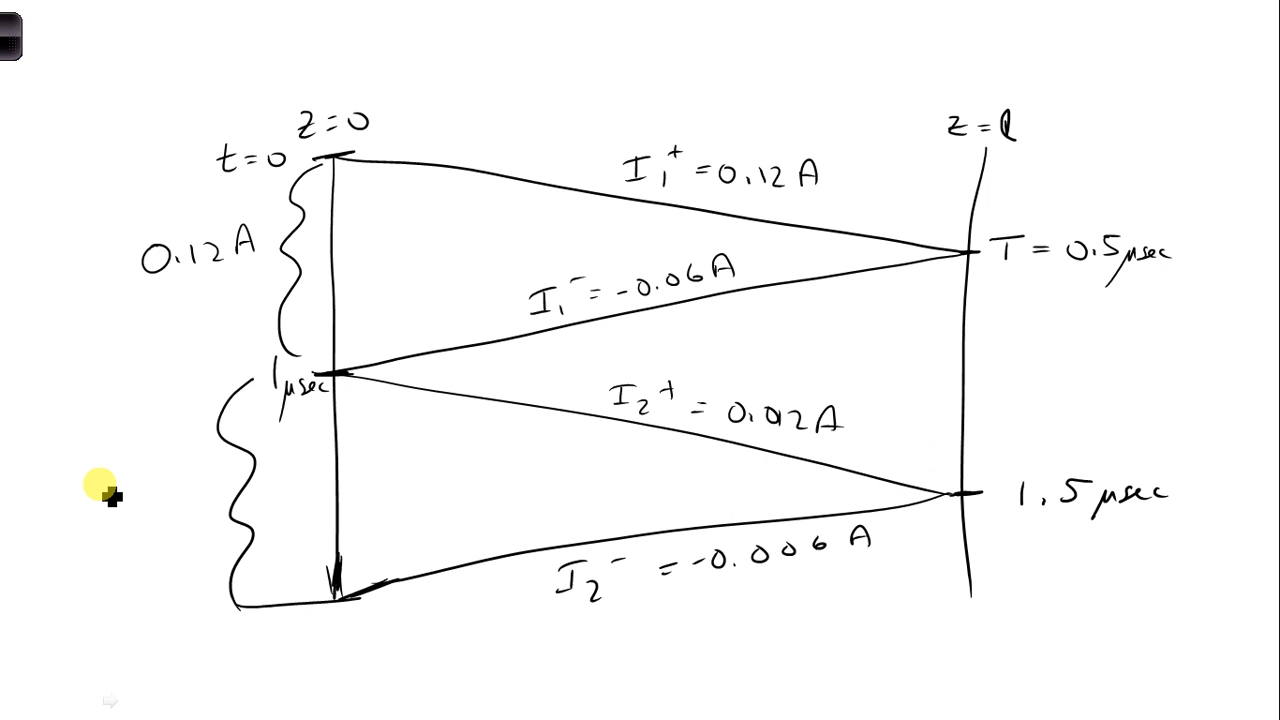 z=0
z=l
t=0
I₁⁺ = 0.12 A
0.12 A
T = 0.5 μsec
I₁⁻ = -0.06 A
1 μsec
I₂⁺ = 0.012 A
1.5 μsec
I₂⁻ = -0.006 A